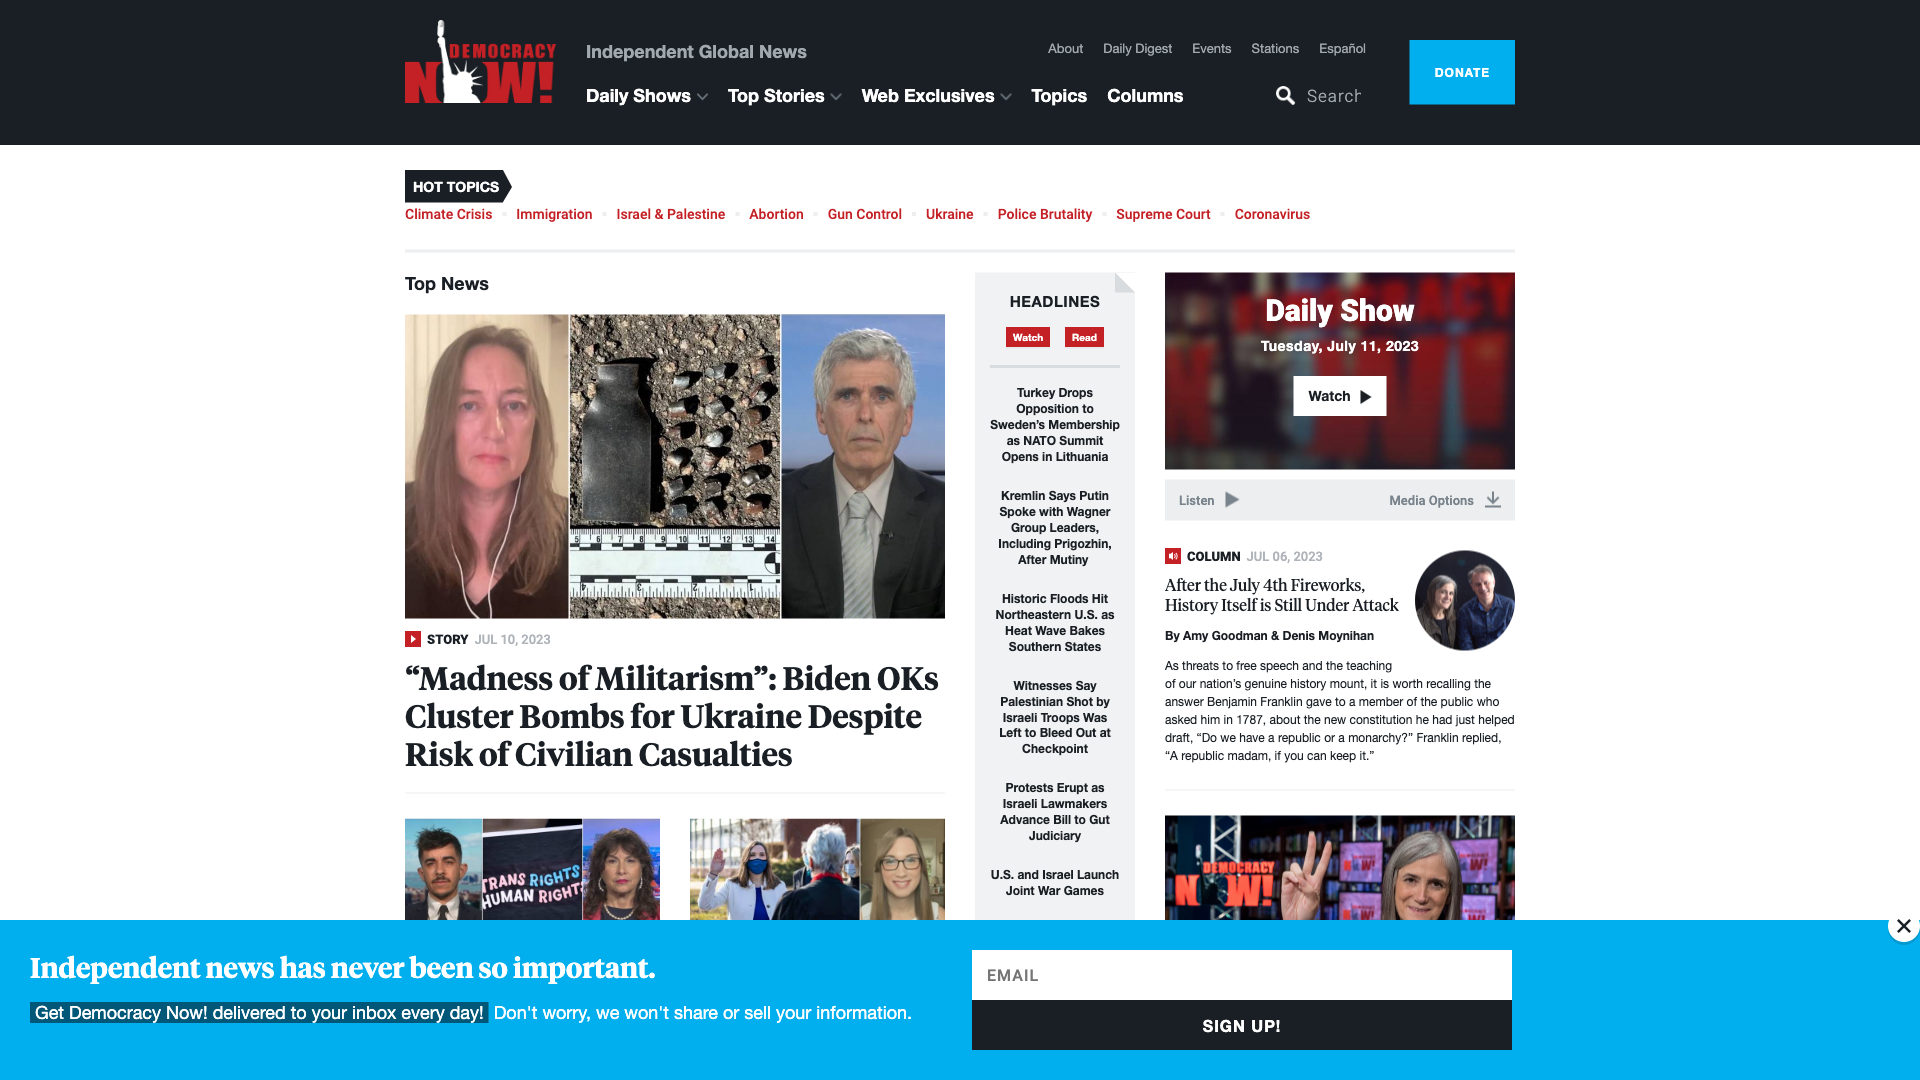 DEMOCRACY
NOW!
Independent Global News
About
Daily Digest
Events
Stations
Español
Daily Shows
Top Stories
Web Exclusives
Topics
Columns
Search
DONATE
HOT TOPICS
Climate Crisis
Immigration
Israel & Palestine
Abortion
Gun Control
Ukraine
Police Brutality
Supreme Court
Coronavirus
Top News
5 6 7 8 9 10 11 12 13 14
STORY JUL 10, 2023
“Madness of Militarism”: Biden OKs
Cluster Bombs for Ukraine Despite
Risk of Civilian Casualties
TRANS RIGHTS
HUMAN RIGHT
HEADLINES
Watch
Read
Turkey Drops
Opposition to
Sweden’s Membership
as NATO Summit
Opens in Lithuania
Kremlin Says Putin
Spoke with Wagner
Group Leaders,
Including Prigozhin,
After Mutiny
Historic Floods Hit
Northeastern U.S. as
Heat Wave Bakes
Southern States
Witnesses Say
Palestinian Shot by
Israeli Troops Was
Left to Bleed Out at
Checkpoint
Protests Erupt as
Israeli Lawmakers
Advance Bill to Gut
Judiciary
U.S. and Israel Launch
Joint War Games
Daily Show
Tuesday, July 11, 2023
Watch
Listen
Media Options
COLUMN JUL 06, 2023
After the July 4th Fireworks,
History Itself is Still Under Attack
By Amy Goodman & Denis Moynihan
As threats to free speech and the teaching
of our nation’s genuine history mount, it is worth recalling the
answer Benjamin Franklin gave to a member of the public who
asked him in 1787, about the new constitution he had just helped
draft, “Do we have a republic or a monarchy?” Franklin replied,
“A republic madam, if you can keep it.”
DEMOCRACY
NOW!
Independent news has never been so important.
Get Democracy Now! delivered to your inbox every day! Don't worry, we won't share or sell your information.
EMAIL
SIGN UP!